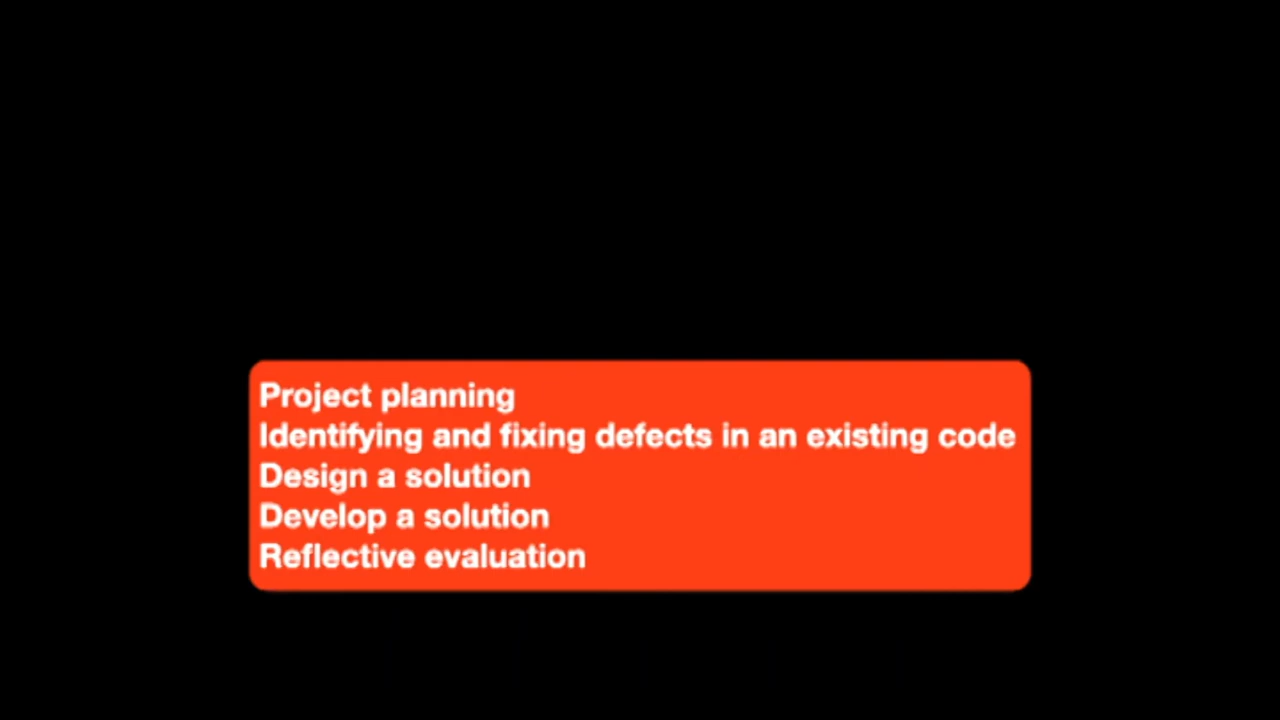 Project planning
Identifying and fixing defects in an existing code
Design a solution
Develop a solution
Reflective evaluation